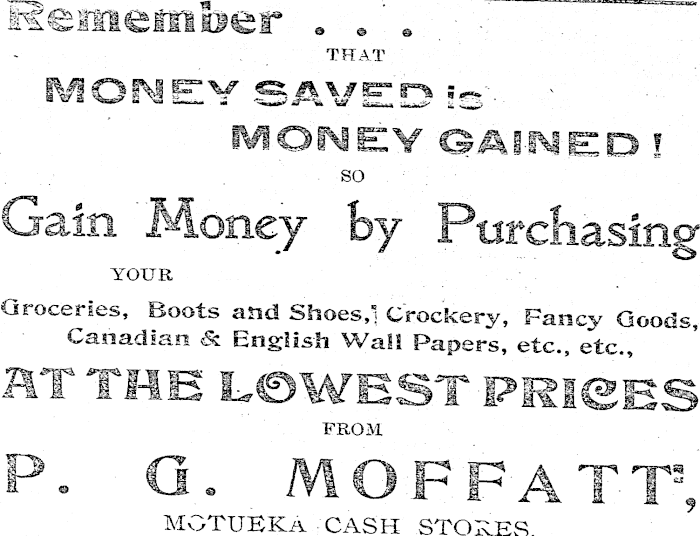 Remember . . .
THAT
MONEY SAVED is
MONEY GAINED!
SO
Gain Money by Purchasing
YOUR
Groceries, Boots and Shoes, Crockery, Fancy Goods,
Canadian & English Wall Papers, etc., etc.,
AT THE LOWEST PRICES
FROM
P. G. MOFFATT,
MOTUEKA CASH STORES.